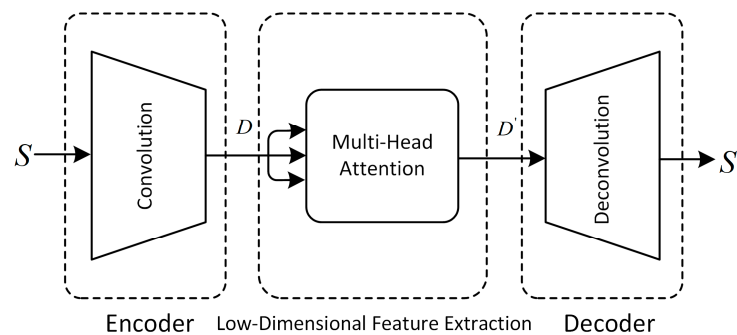 S
Convolution
D
Multi-Head
Attention
D'
Deconvolution
S
Encoder
Low-Dimensional Feature Extraction
Decoder